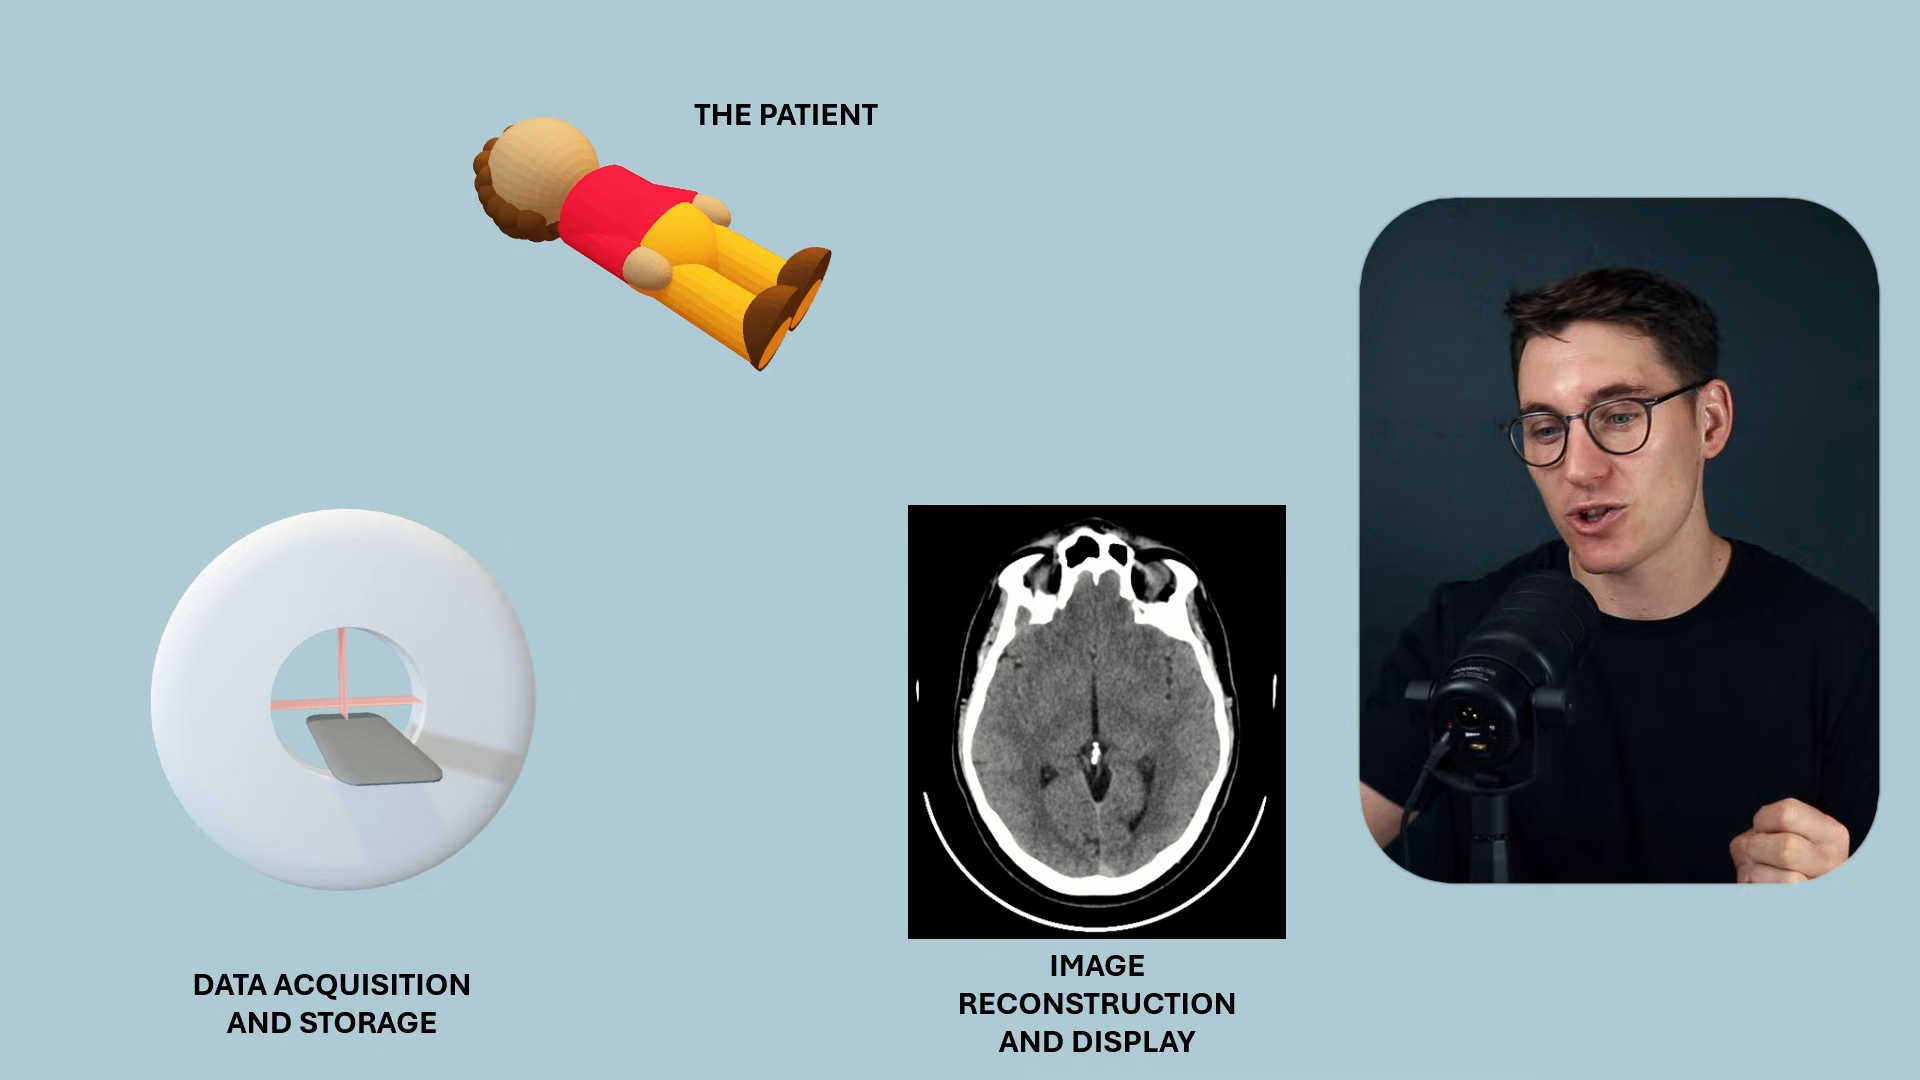 THE PATIENT
DATA ACQUISITION
AND STORAGE
IMAGE
RECONSTRUCTION
AND DISPLAY